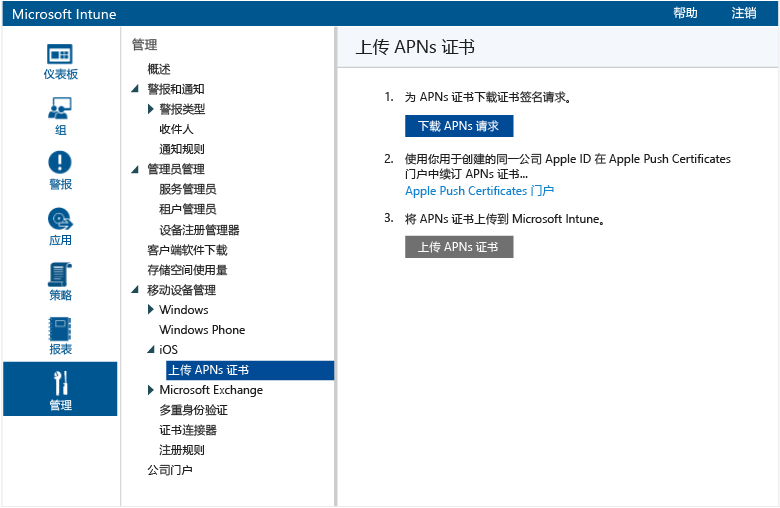 Microsoft Intune
帮助
注销
仪表板
组
警报
应用
策略
报表
管理
管理
概述
警报和通知
警报类型
收件人
通知规则
管理员管理
服务管理员
租户管理员
设备注册管理器
客户端软件下载
存储空间使用量
移动设备管理
Windows
Windows Phone
iOS
上传 APNs 证书
Microsoft Exchange
多重身份验证
证书连接器
注册规则
公司门户
上传 APNs 证书
1. 为 APNs 证书下载证书签名请求。
下载 APNs 请求
2. 使用你用于创建的同一公司 Apple ID 在 Apple Push Certificates
门户中续订 APNs 证书...
Apple Push Certificates 门户
3. 将 APNs 证书上传到 Microsoft Intune。
上传 APNs 证书